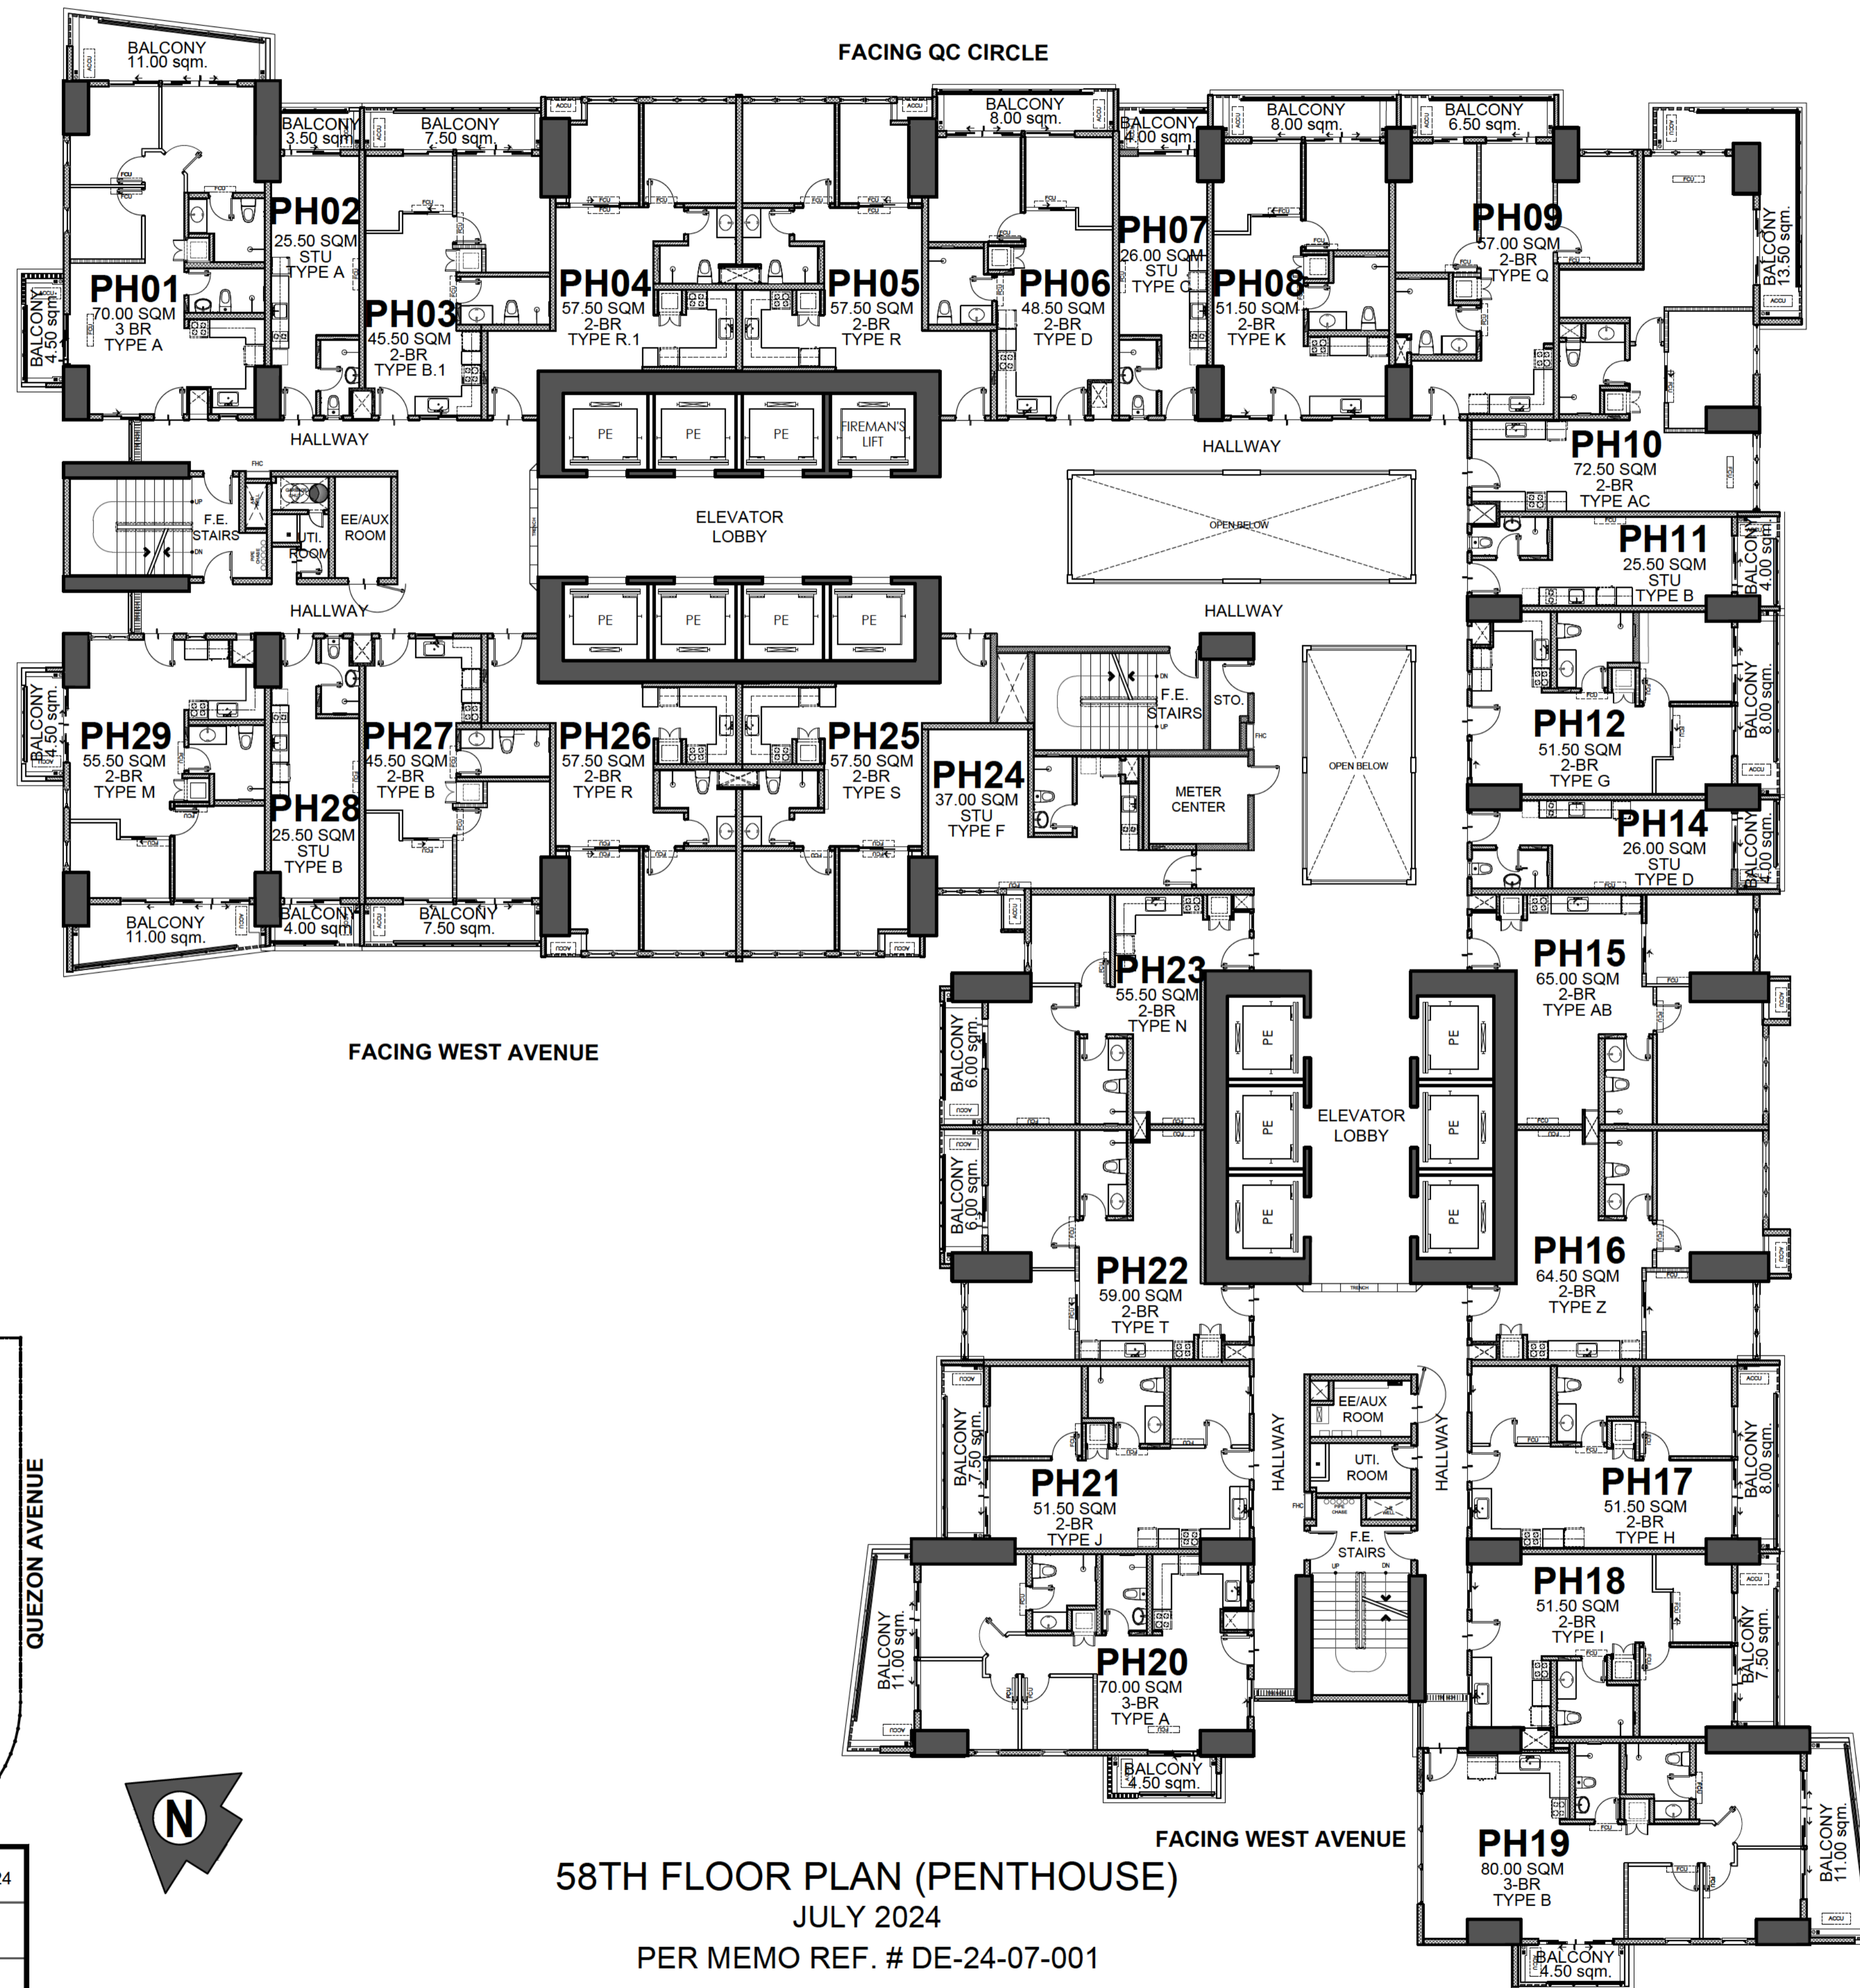 FACING QC CIRCLE
BALCONY
11.00 sqm.
BALCONY
3.50 sqm.
BALCONY
7.50 sqm.
BALCONY
8.00 sqm.
BALCONY
4.00 sqm.
BALCONY
8.00 sqm.
BALCONY
6.50 sqm.
BALCONY
13.50 sqm.
BALCONY
4.50 sqm.
PH01
70.00 SQM
3 BR
TYPE A
PH02
25.50 SQM
STU
TYPE A
PH03
45.50 SQM
2-BR
TYPE B.1
PH04
57.50 SQM
2-BR
TYPE R.1
PH05
57.50 SQM
2-BR
TYPE R
PH06
48.50 SQM
2-BR
TYPE D
PH07
26.00 SQM
STU
TYPE C
PH08
51.50 SQM
2-BR
TYPE K
PH09
57.00 SQM
2-BR
TYPE Q
PH10
72.50 SQM
2-BR
TYPE AC
HALLWAY
PE
PE
PE
FIREMAN'S
LIFT
HALLWAY
FHC
UP
F.E.
STAIRS
DN
UTI.
ROOM
EE/AUX
ROOM
TRENCH
ELEVATOR
LOBBY
OPEN BELOW
PH11
25.50 SQM
STU
TYPE B
BALCONY
4.00 sqm.
HALLWAY
PE
PE
PE
PE
HALLWAY
PH12
51.50 SQM
2-BR
TYPE G
BALCONY
8.00 sqm.
DN
F.E.
STAIRS
UP
STO.
FHC
OPEN BELOW
METER
CENTER
PH14
26.00 SQM
STU
TYPE D
BALCONY
4.00 sqm.
BALCONY
4.50 sqm.
PH29
55.50 SQM
2-BR
TYPE M
PH28
25.50 SQM
STU
TYPE B
PH27
45.50 SQM
2-BR
TYPE B
PH26
57.50 SQM
2-BR
TYPE R
PH25
57.50 SQM
2-BR
TYPE S
PH24
37.00 SQM
STU
TYPE F
BALCONY
11.00 sqm.
BALCONY
4.00 sqm.
BALCONY
7.50 sqm.
FACING WEST AVENUE
PH23
55.50 SQM
2-BR
TYPE N
BALCONY
6.00 sqm.
PH15
65.00 SQM
2-BR
TYPE AB
PE
PE
PE
ELEVATOR
LOBBY
PE
PE
PE
BALCONY
6.00 sqm.
PH22
59.00 SQM
2-BR
TYPE T
PH16
64.50 SQM
2-BR
TYPE Z
TRENCH
BALCONY
7.50 sqm.
PH21
51.50 SQM
2-BR
TYPE J
HALLWAY
EE/AUX
ROOM
UTI.
ROOM
HALLWAY
FHC
PIPE
CHASE
F.E.
STAIRS
UP
DN
PH17
51.50 SQM
2-BR
TYPE H
BALCONY
8.00 sqm.
PH18
51.50 SQM
2-BR
TYPE I
BALCONY
7.50 sqm.
BALCONY
11.00 sqm.
PH20
70.00 SQM
3-BR
TYPE A
BALCONY
4.50 sqm.
QUEZON AVENUE
N
24
FACING WEST AVENUE
PH19
80.00 SQM
3-BR
TYPE B
BALCONY
11.00 sqm.
BALCONY
4.50 sqm.
58TH FLOOR PLAN (PENTHOUSE)
JULY 2024
PER MEMO REF. # DE-24-07-001